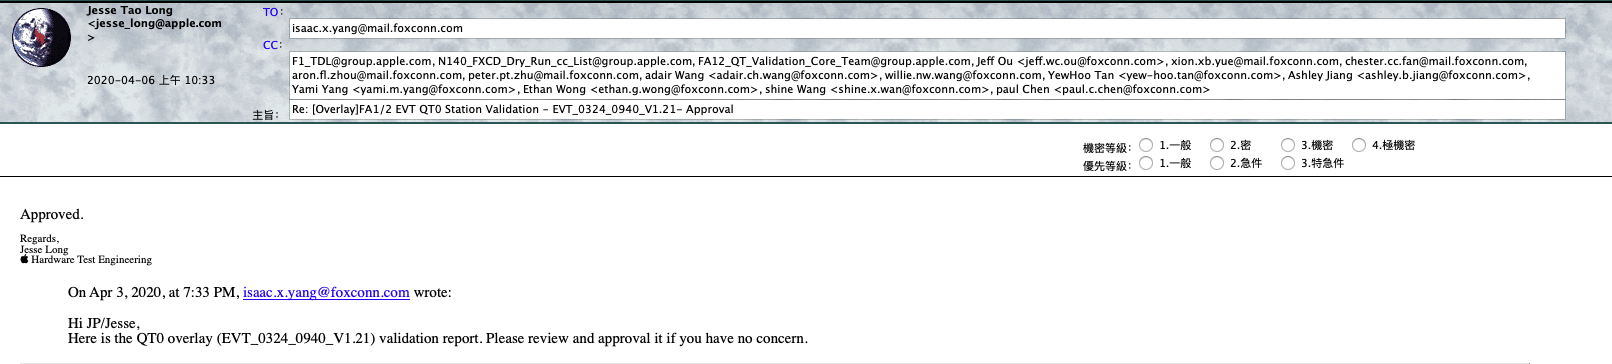 Jesse Tao Long
<jesse_long@apple.com
>
2020-04-06 上午 10:33
TO:
isaac.x.yang@mail.foxconn.com
CC:
F1_TDL@group.apple.com, N140_FXCD_Dry_Run_cc_List@group.apple.com, FA12_QT_Validation_Core_Team@group.apple.com, Jeff Ou <jeff.wc.ou@foxconn.com>, xion.xb.yue@mail.foxconn.com, chester.cc.fan@mail.foxconn.com,
aron.fl.zhou@mail.foxconn.com, peter.pt.zhu@mail.foxconn.com, adair Wang <adair.ch.wang@foxconn.com>, willie.nw.wang@foxconn.com, YewHoo Tan <yew-hoo.tan@foxconn.com>, Ashley Jiang <ashley.b.jiang@foxconn.com>,
Yami Yang <yami.m.yang@foxconn.com>, Ethan Wong <ethan.g.wong@foxconn.com>, shine Wang <shine.x.wan@foxconn.com>, paul Chen <paul.c.chen@foxconn.com>
主旨: Re: [Overlay]FA1/2 EVT QT0 Station Validation - EVT_0324_0940_V1.21- Approval
機密等級: 1.一般 2.密 3.機密 4.極機密
優先等級: 1.一般 2.急件 3.特急件
Approved.
Regards,
Jesse Long
Hardware Test Engineering
On Apr 3, 2020, at 7:33 PM, isaac.x.yang@foxconn.com wrote:
Hi JP/Jesse,
Here is the QT0 overlay (EVT_0324_0940_V1.21) validation report. Please review and approval it if you have no concern.